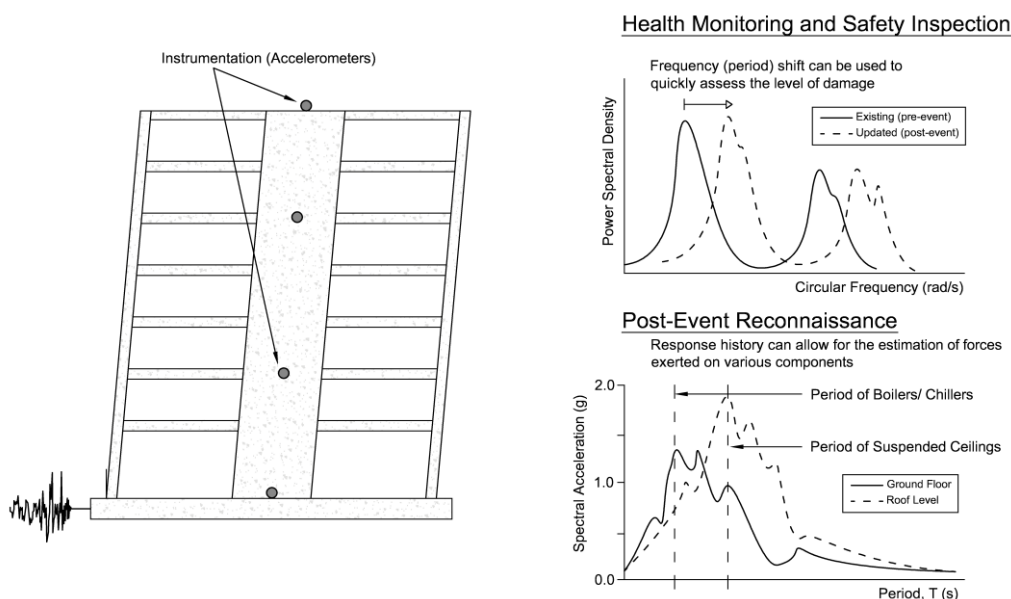 Instrumentation (Accelerometers)
Health Monitoring and Safety Inspection
Frequency (period) shift can be used to
quickly assess the level of damage
Existing (pre-event)
Updated (post-event)
Power Spectral Density
Circular Frequency (rad/s)
Post-Event Reconnaissance
Response history can allow for the estimation of forces
exerted on various components
2.0
1.0
0.0
Spectral Acceleration (g)
Period of Boilers/ Chillers
Period of Suspended Ceilings
Ground Floor
Roof Level
Period, T (s)